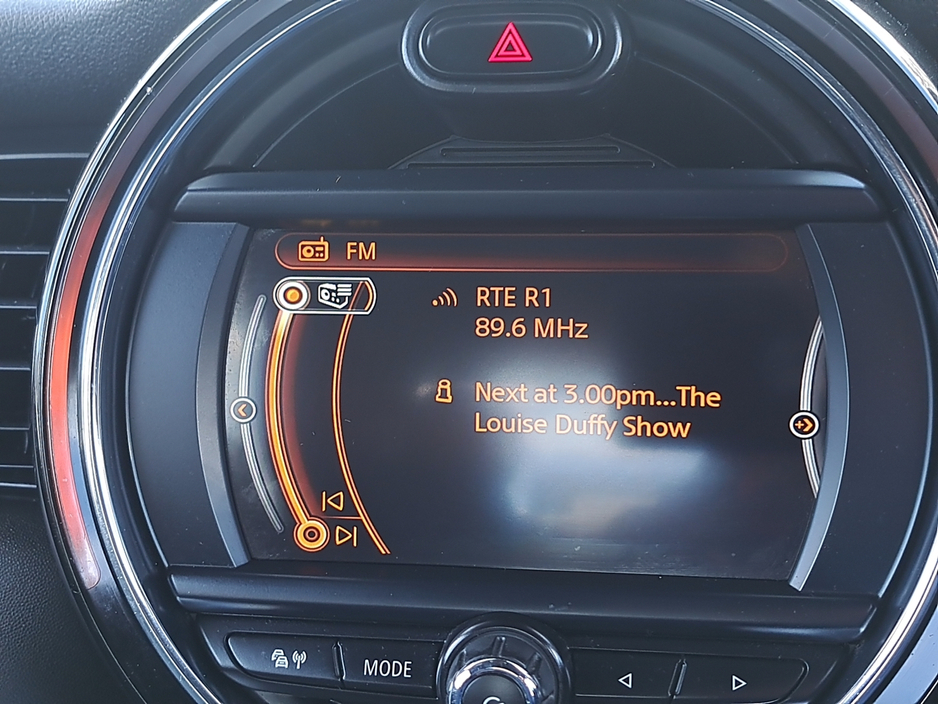 FM
RTE R1
89.6 MHz
Next at 3.00pm...The
Louise Duffy Show
MODE